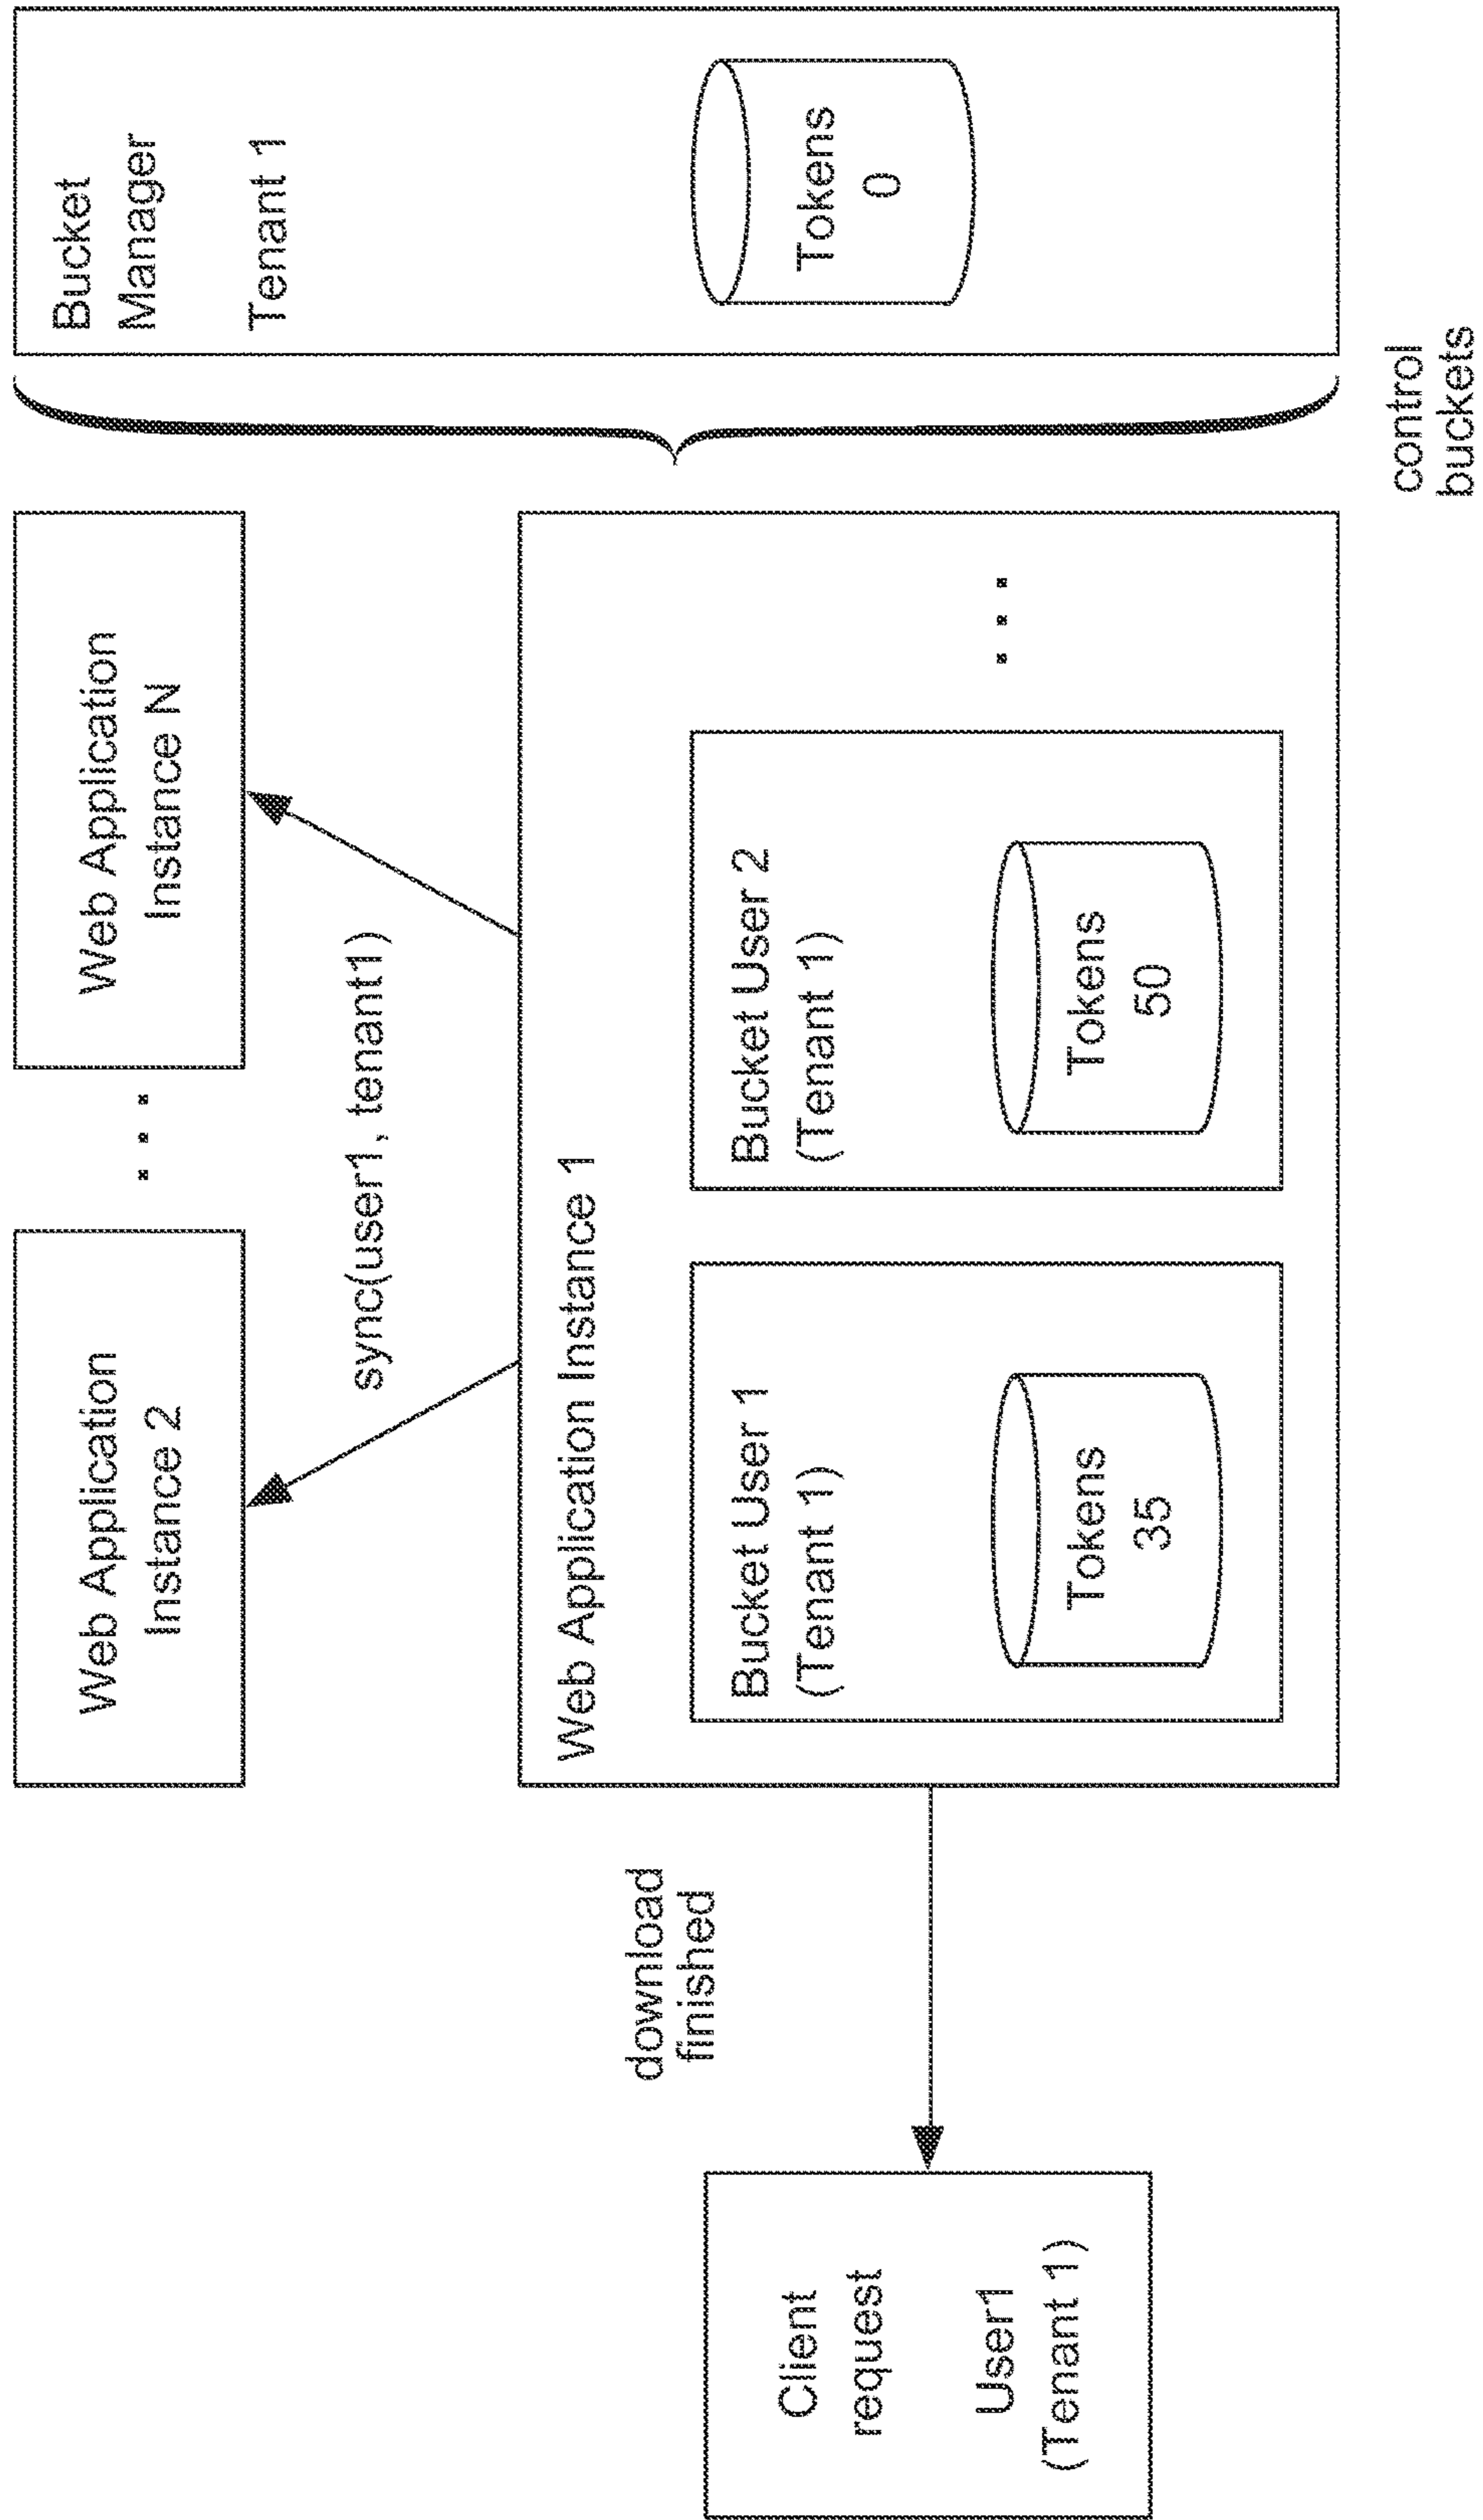 Web Application
Instance 2
. . .
Web Application
Instance N
Bucket
Manager
Tenant 1
Tokens
0
sync(user1, tenant1)
Client
request
User1
(Tenant 1)
download
finished
Web Application Instance 1
Bucket User 1
(Tenant 1)
Tokens
35
Bucket User 2
(Tenant 1)
Tokens
50
. . .
control
buckets